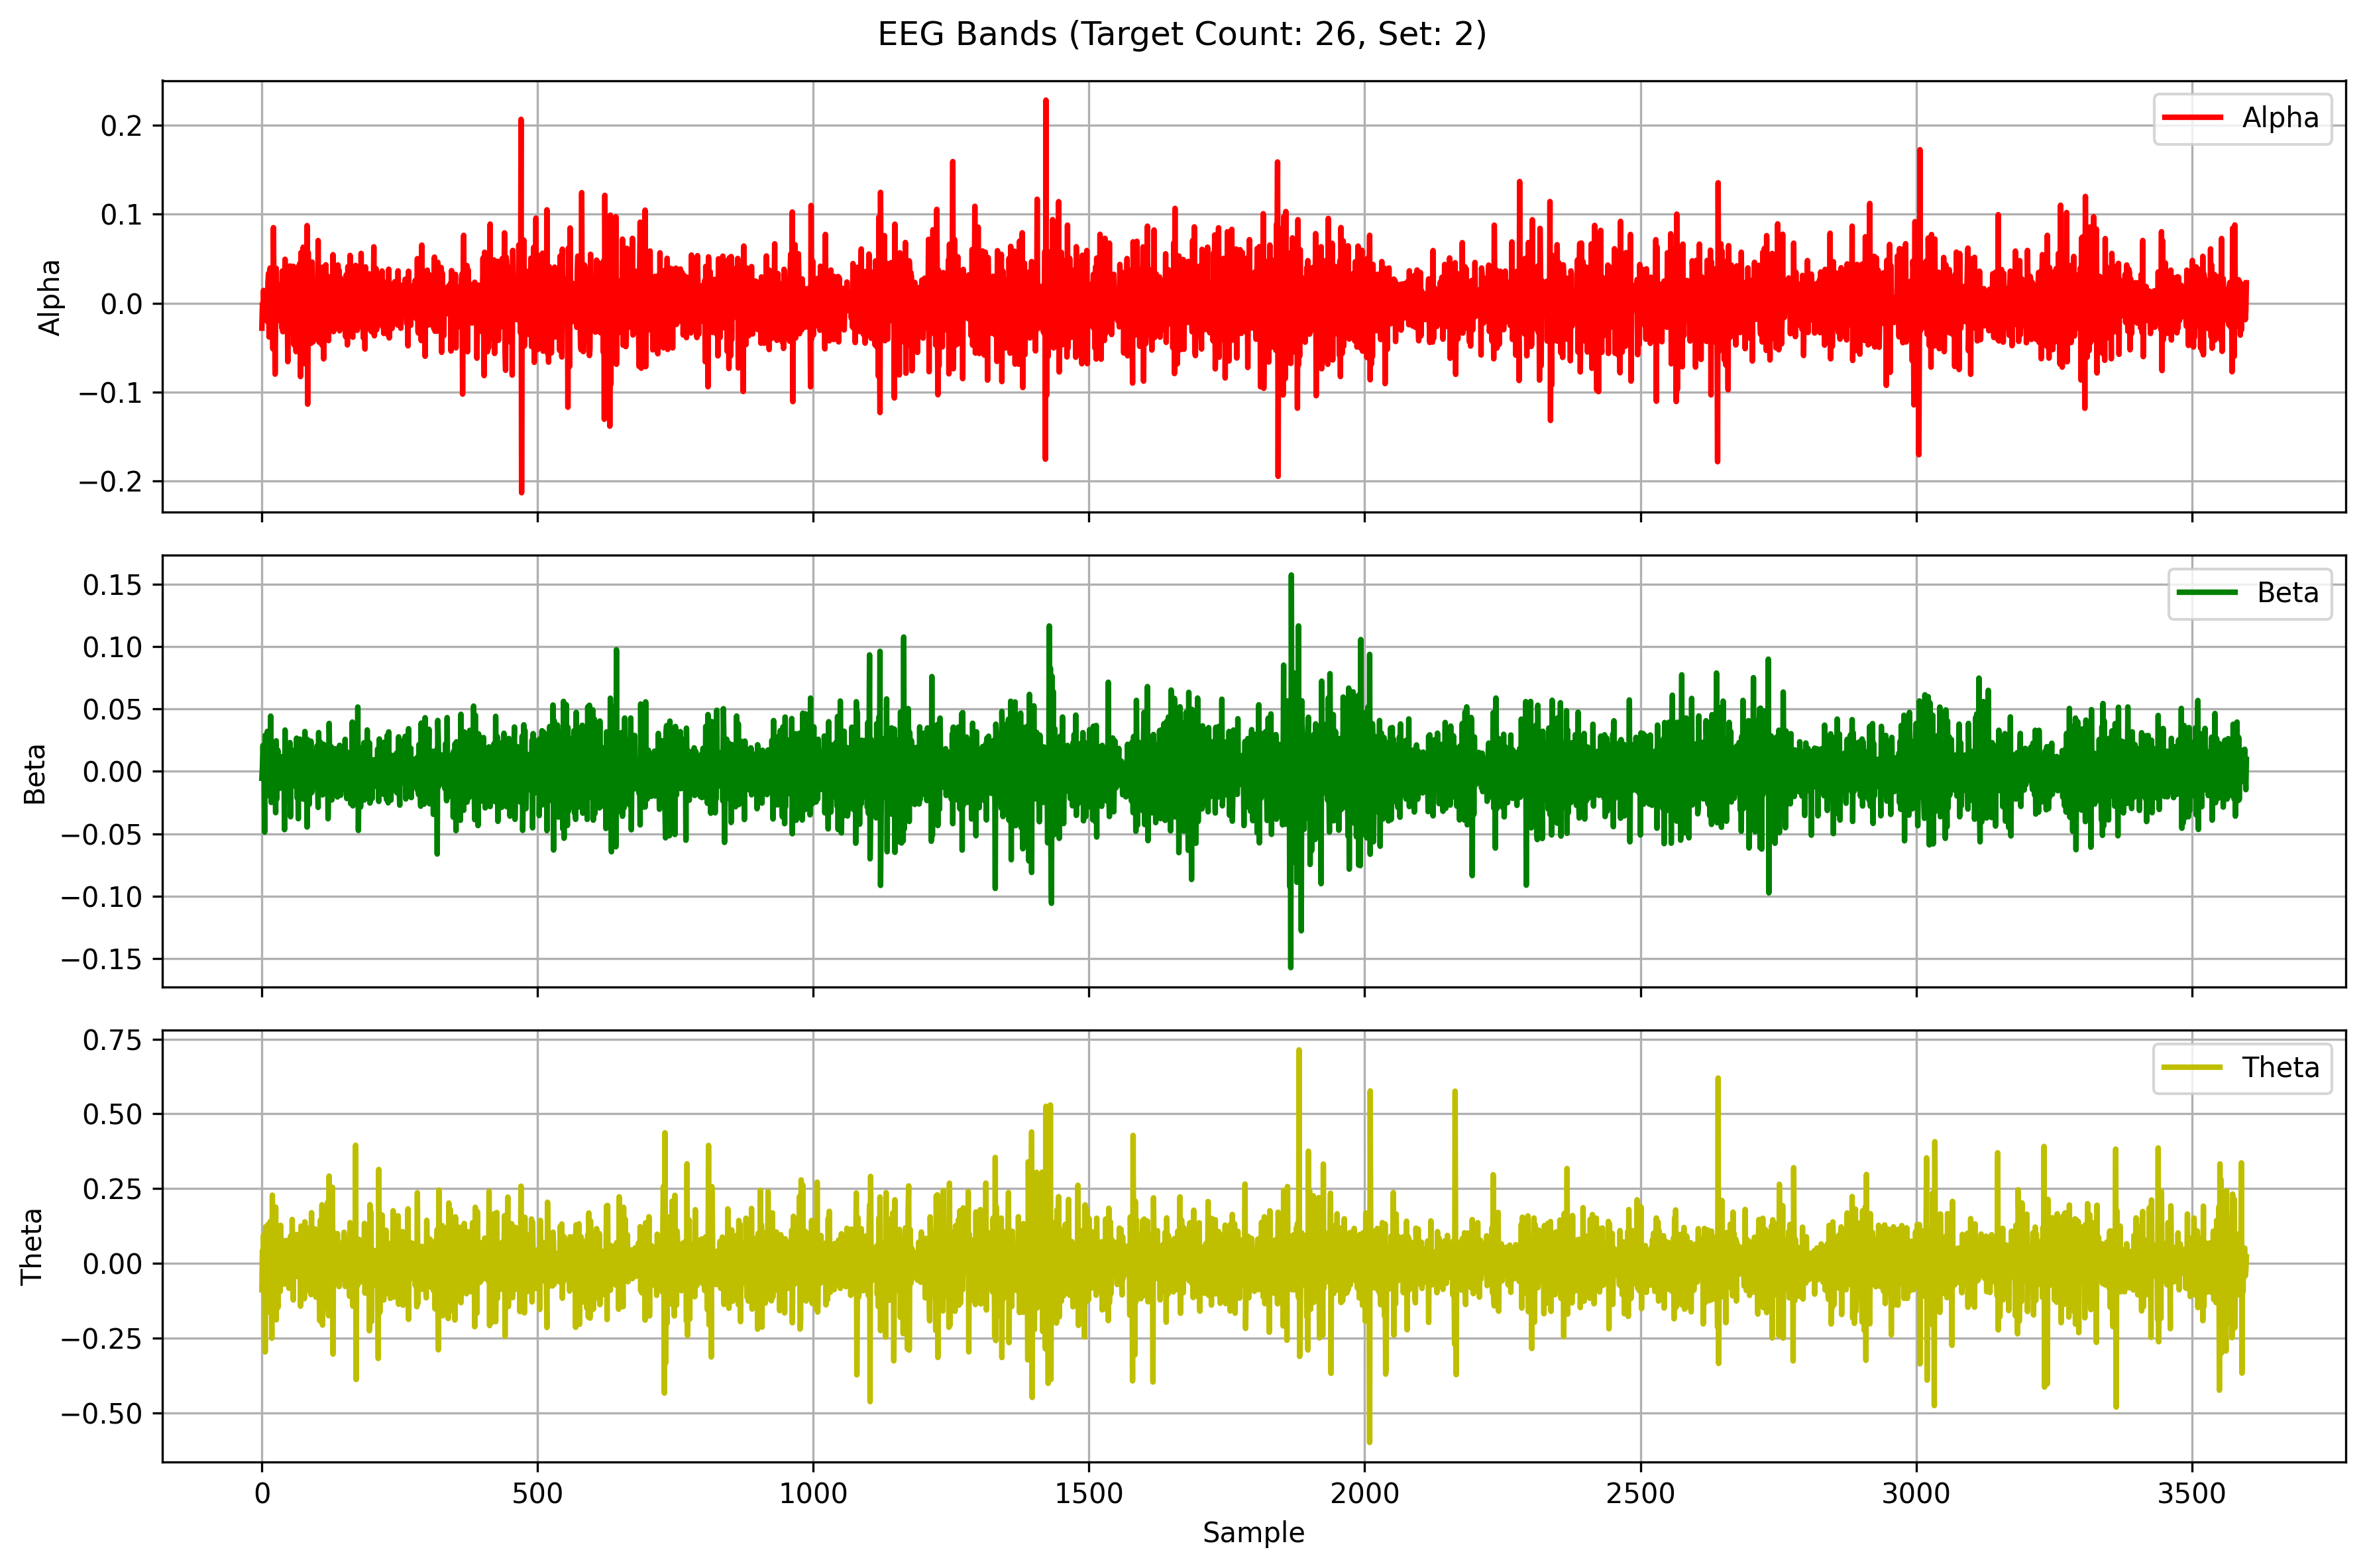 EEG Bands (Target Count: 26, Set: 2)
Alpha
0.2
0.1
0.0
−0.1
−0.2
Alpha
Beta
0.15
0.10
0.05
0.00
−0.05
−0.10
−0.15
Beta
Theta
0.75
0.50
0.25
0.00
−0.25
−0.50
Theta
0 500 1000 1500 2000 2500 3000 3500
Sample